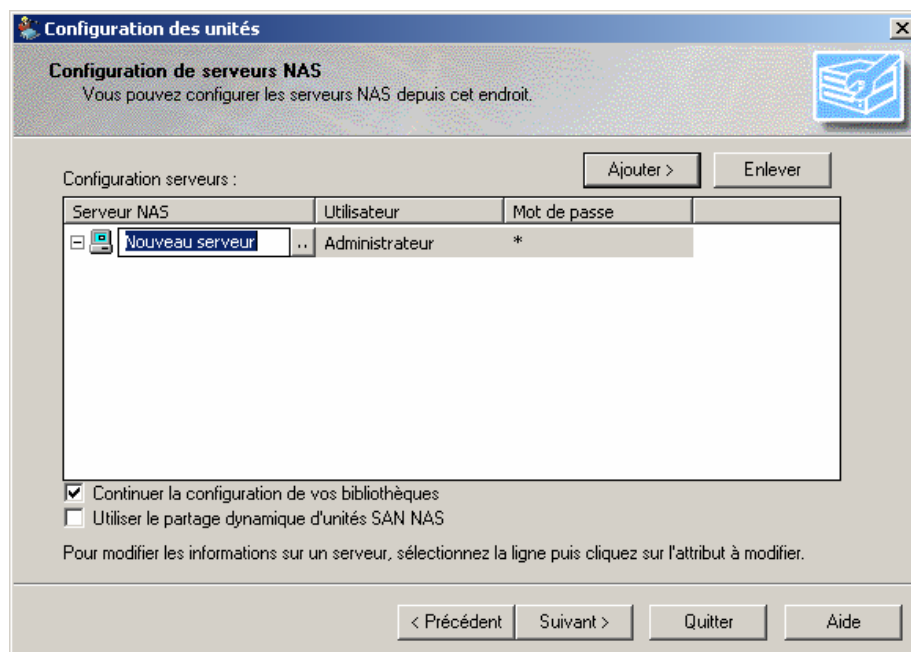 Configuration des unités
Configuration de serveurs NAS
Vous pouvez configurer les serveurs NAS depuis cet endroit.
Ajouter > Enlever
Configuration serveurs :
Serveur NAS Utilisateur Mot de passe
Nouveau serveur .. Administrateur *
Continuer la configuration de vos bibliothèques
Utiliser le partage dynamique d'unités SAN NAS
Pour modifier les informations sur un serveur, sélectionnez la ligne puis cliquez sur l'attribut à modifier.
< Précédent Suivant > Quitter Aide